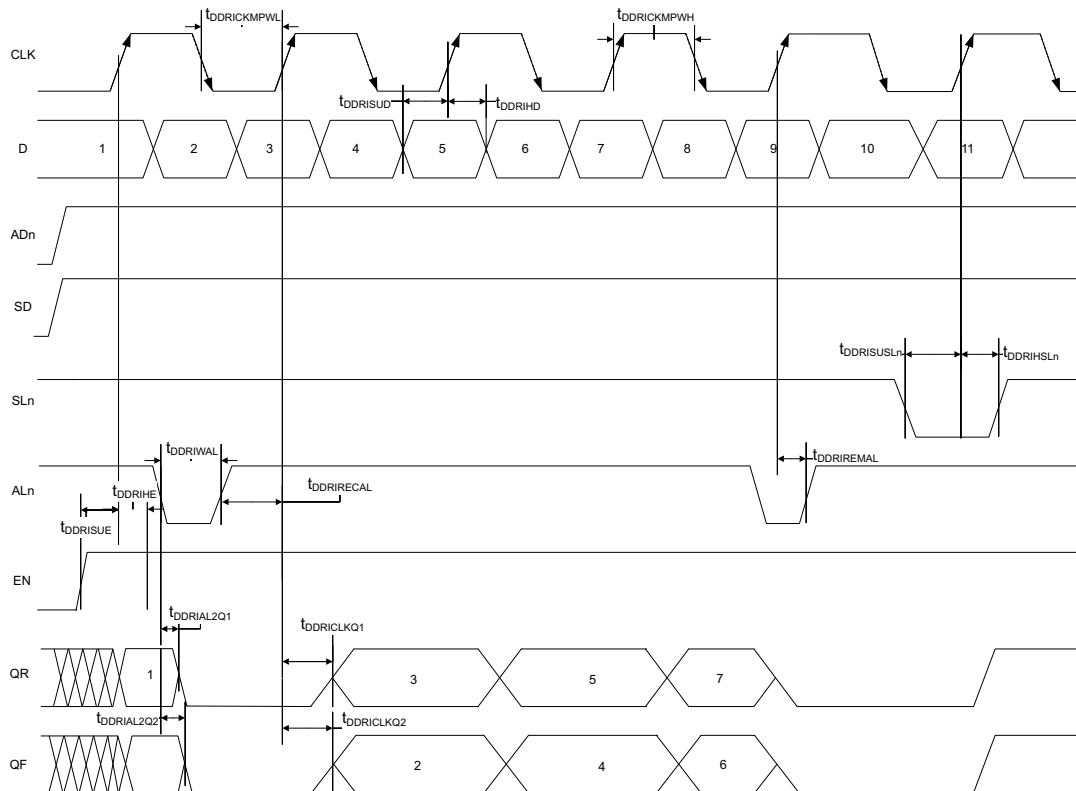 tDDRICKMPWL
tDDRICKMPWH
CLK
tDDRISUD
tDDRIHD
D
1 2 3 4 5 6 7 8 9 10 11
ADn
SD
tDDRISUSLn
tDDRIHSLn
SLn
tDDRIWAL
tDDRIREMAL
ALn
tDDRIHE
tDDRIRECAL
tDDRISUE
EN
tDDRIAL2Q1
tDDRICLKQ1
QR
1 3 5 7
tDDRIAL2Q2
tDDRICLKQ2
QF
2 4 6